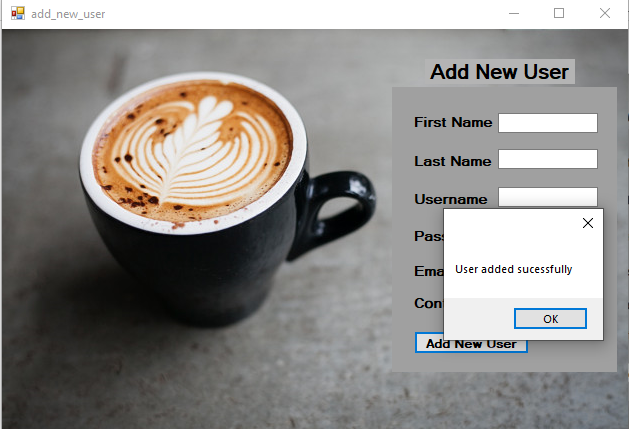 add_new_user
Add New User
First Name
Last Name
Username
Pass
Ema
Con
User added sucessfully
OK
Add New User